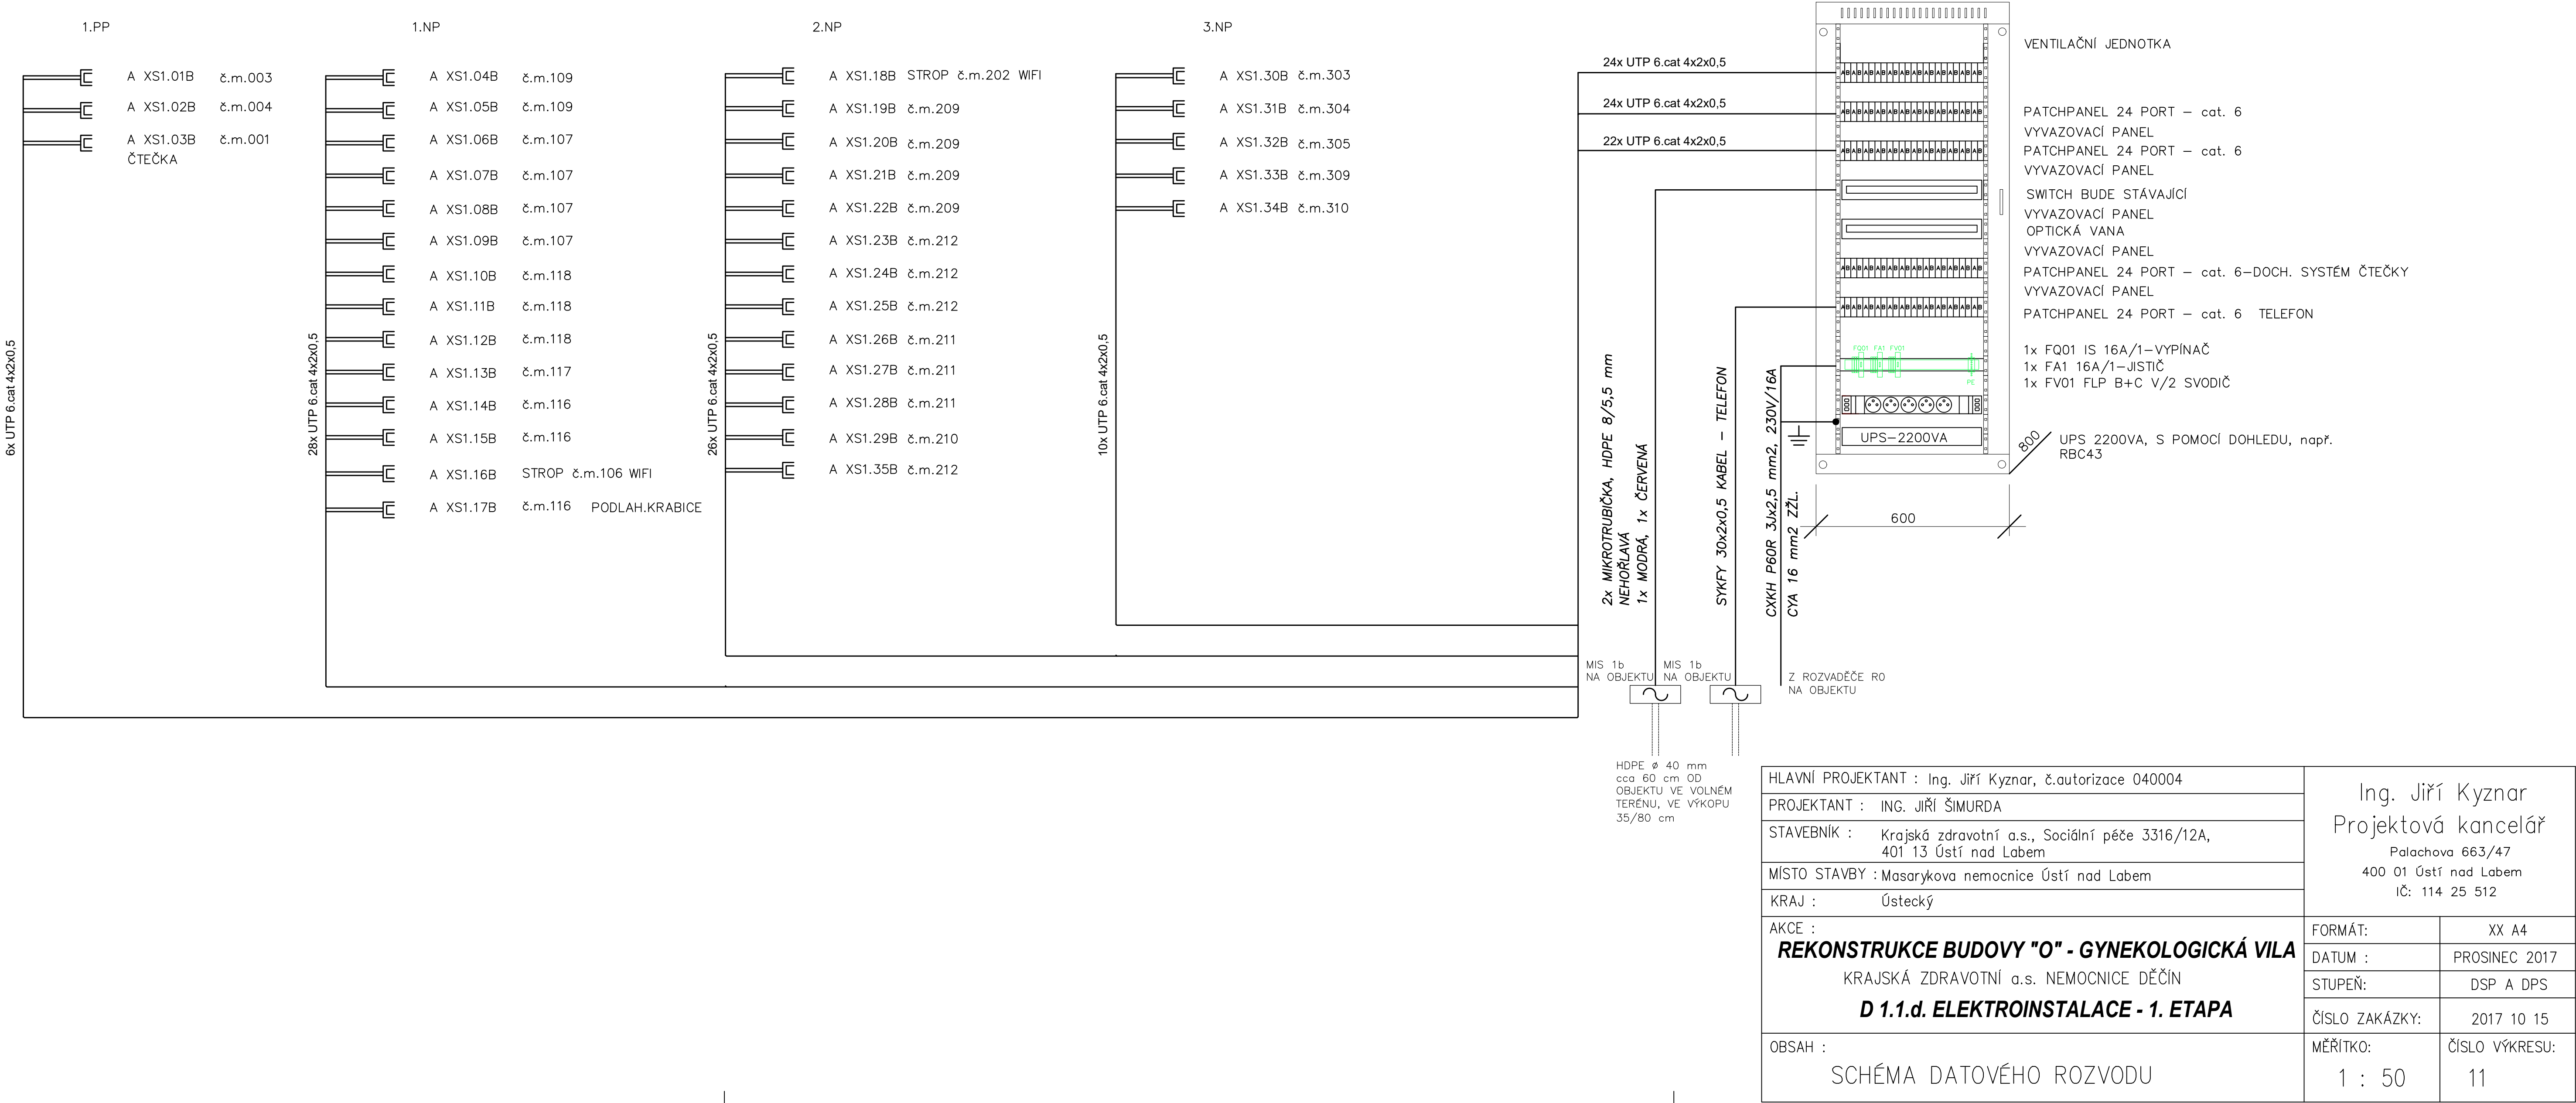 1.PP
A XS1.01B č.m.003
A XS1.02B č.m.004
A XS1.03B č.m.001
ČTEČKA
6x UTP 6.cat 4x2x0,5
1.NP
A XS1.04B č.m.109
A XS1.05B č.m.109
A XS1.06B č.m.107
A XS1.07B č.m.107
A XS1.08B č.m.107
A XS1.09B č.m.107
A XS1.10B č.m.118
A XS1.11B č.m.118
A XS1.12B č.m.118
A XS1.13B č.m.117
A XS1.14B č.m.116
A XS1.15B č.m.116
A XS1.16B STROP č.m.106 WIFI
A XS1.17B č.m.116 PODLAH.KRABICE
28x UTP 6.cat 4x2x0,5
2.NP
A XS1.18B STROP č.m.202 WIFI
A XS1.19B č.m.209
A XS1.20B č.m.209
A XS1.21B č.m.209
A XS1.22B č.m.209
A XS1.23B č.m.212
A XS1.24B č.m.212
A XS1.25B č.m.212
A XS1.26B č.m.211
A XS1.27B č.m.211
A XS1.28B č.m.211
A XS1.29B č.m.210
A XS1.35B č.m.212
26x UTP 6.cat 4x2x0,5
3.NP
A XS1.30B č.m.303
A XS1.31B č.m.304
A XS1.32B č.m.305
A XS1.33B č.m.309
A XS1.34B č.m.310
10x UTP 6.cat 4x2x0,5
24x UTP 6.cat 4x2x0,5
24x UTP 6.cat 4x2x0,5
22x UTP 6.cat 4x2x0,5
2x MIKROTRUBIČKA, HDPE 8/5,5 mm
NEHOŘLAVÁ
1x MODRÁ, 1x ČERVENÁ
SYKFY 30x2x0,5 KABEL – TELEFON
CXKH P60R 3Jx2,5 mm2, 230V/16A
CYA 16 mm2 ZŽL.
MIS 1b
NA OBJEKTU
MIS 1b
NA OBJEKTU
Z ROZVADĚČE R0
NA OBJEKTU
HDPE ø 40 mm
cca 60 cm OD
OBJEKTU VE VOLNÉM
TERÉNU, VE VÝKOPU
35/80 cm
ABABABABABABABABABABABAB
ABABABABABABABABABABABAB
ABABABABABABABABABABABAB
ABABABABABABABABABABABAB
ABABABABABABABABABABABAB
FQ01 FA1 FV01
PE
UPS–2200VA
600
800
VENTILAČNÍ JEDNOTKA
PATCHPANEL 24 PORT – cat. 6
VYVAZOVACÍ PANEL
PATCHPANEL 24 PORT – cat. 6
VYVAZOVACÍ PANEL
SWITCH BUDE STÁVAJÍCÍ
VYVAZOVACÍ PANEL
OPTICKÁ VANA
VYVAZOVACÍ PANEL
PATCHPANEL 24 PORT – cat. 6–DOCH. SYSTÉM ČTEČKY
VYVAZOVACÍ PANEL
PATCHPANEL 24 PORT – cat. 6 TELEFON
1x FQ01 IS 16A/1–VYPÍNAČ
1x FA1 16A/1–JISTIČ
1x FV01 FLP B+C V/2 SVODIČ
UPS 2200VA, S POMOCÍ DOHLEDU, např.
RBC43
HLAVNÍ PROJEKTANT : Ing. Jiří Kyznar, č.autorizace 040004
PROJEKTANT : ING. JIŘÍ ŠIMURDA
STAVEBNÍK : Krajská zdravotní a.s., Sociální péče 3316/12A,
401 13 Ústí nad Labem
MÍSTO STAVBY : Masarykova nemocnice Ústí nad Labem
KRAJ : Ústecký
AKCE :
REKONSTRUKCE BUDOVY "O" - GYNEKOLOGICKÁ VILA
KRAJSKÁ ZDRAVOTNÍ a.s. NEMOCNICE DĚČÍN
D 1.1.d. ELEKTROINSTALACE - 1. ETAPA
OBSAH :
SCHÉMA DATOVÉHO ROZVODU
Ing. Jiří Kyznar
Projektová kancelář
Palachova 663/47
400 01 Ústí nad Labem
IČ: 114 25 512
FORMÁT: XX A4
DATUM : PROSINEC 2017
STUPEŇ: DSP A DPS
ČÍSLO ZAKÁZKY: 2017 10 15
MĚŘÍTKO: ČÍSLO VÝKRESU:
1 : 50 11